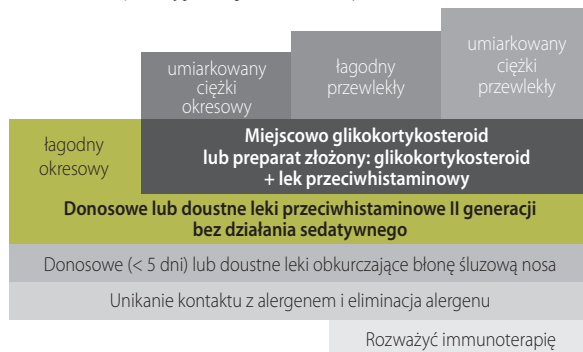 umiarkowany
ciężki
przewlekły
łagodny
przewlekły
umiarkowany
ciężki
okresowy
łagodny
okresowy
Miejscowo glikokortykosteroid
lub preparat złożony: glikokortykosteroid
+ lek przeciwhistaminowy
Donosowe lub doustne leki przeciwhistaminowe II generacji
bez działania sedatywnego
Donosowe (< 5 dni) lub doustne leki obkurczające błonę śluzową nosa
Unikanie kontaktu z alergenem i eliminacja alergenu
Rozważyć immunoterapię